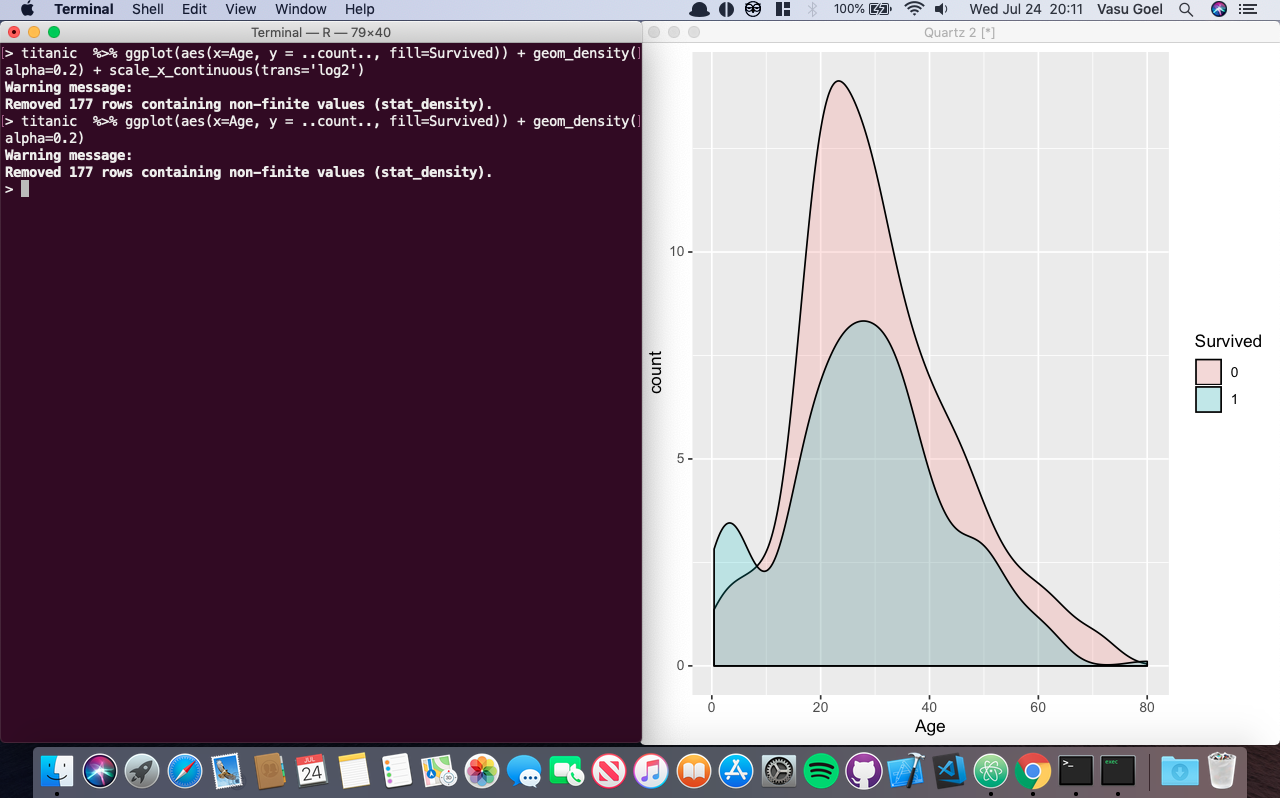 Terminal Shell Edit View Window Help 100% Wed Jul 24 20:11 Vasu Goel
Terminal — R — 79×40
[> titanic  %>% ggplot(aes(x=Age, y = ..count.., fill=Survived)) + geom_density(]
alpha=0.2) + scale_x_continuous(trans='log2')
Warning message:
Removed 177 rows containing non-finite values (stat_density).
[> titanic  %>% ggplot(aes(x=Age, y = ..count.., fill=Survived)) + geom_density(]
alpha=0.2)
Warning message:
Removed 177 rows containing non-finite values (stat_density).
>
Quartz 2 [*]
count
10
5
0
0 20 40 60 80
Age
Survived
0
1
JUL
24
>_
exec